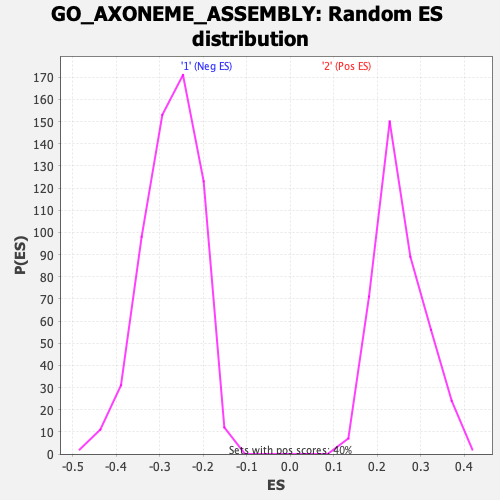 GO_AXONEME_ASSEMBLY: Random ES
distribution
'1' (Neg ES)
'2' (Pos ES)
170
160
150
140
130
120
110
100
90
80
70
60
50
40
30
20
10
0
P(ES)
Sets with pos scores: 40%
-0.5 -0.4 -0.3 -0.2 -0.1 0.0 0.1 0.2 0.3 0.4
ES